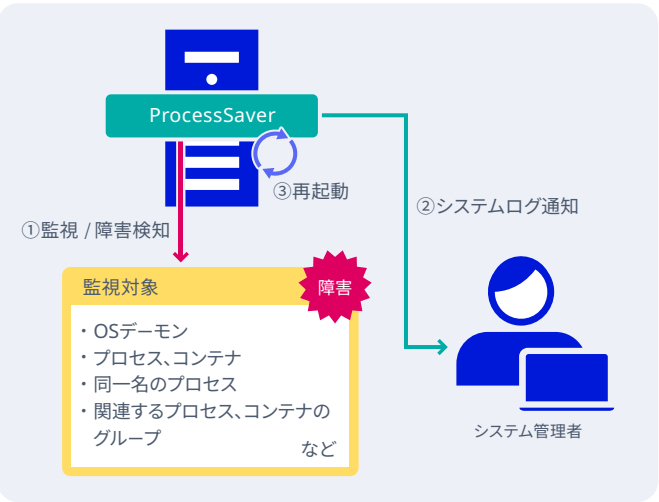 ProcessSaver
③再起動
②システムログ通知
①監視 / 障害検知
監視対象
障害
・OSデーモン
・プロセス、コンテナ
・同一名のプロセス
・関連するプロセス、コンテナの
グループ
など
システム管理者